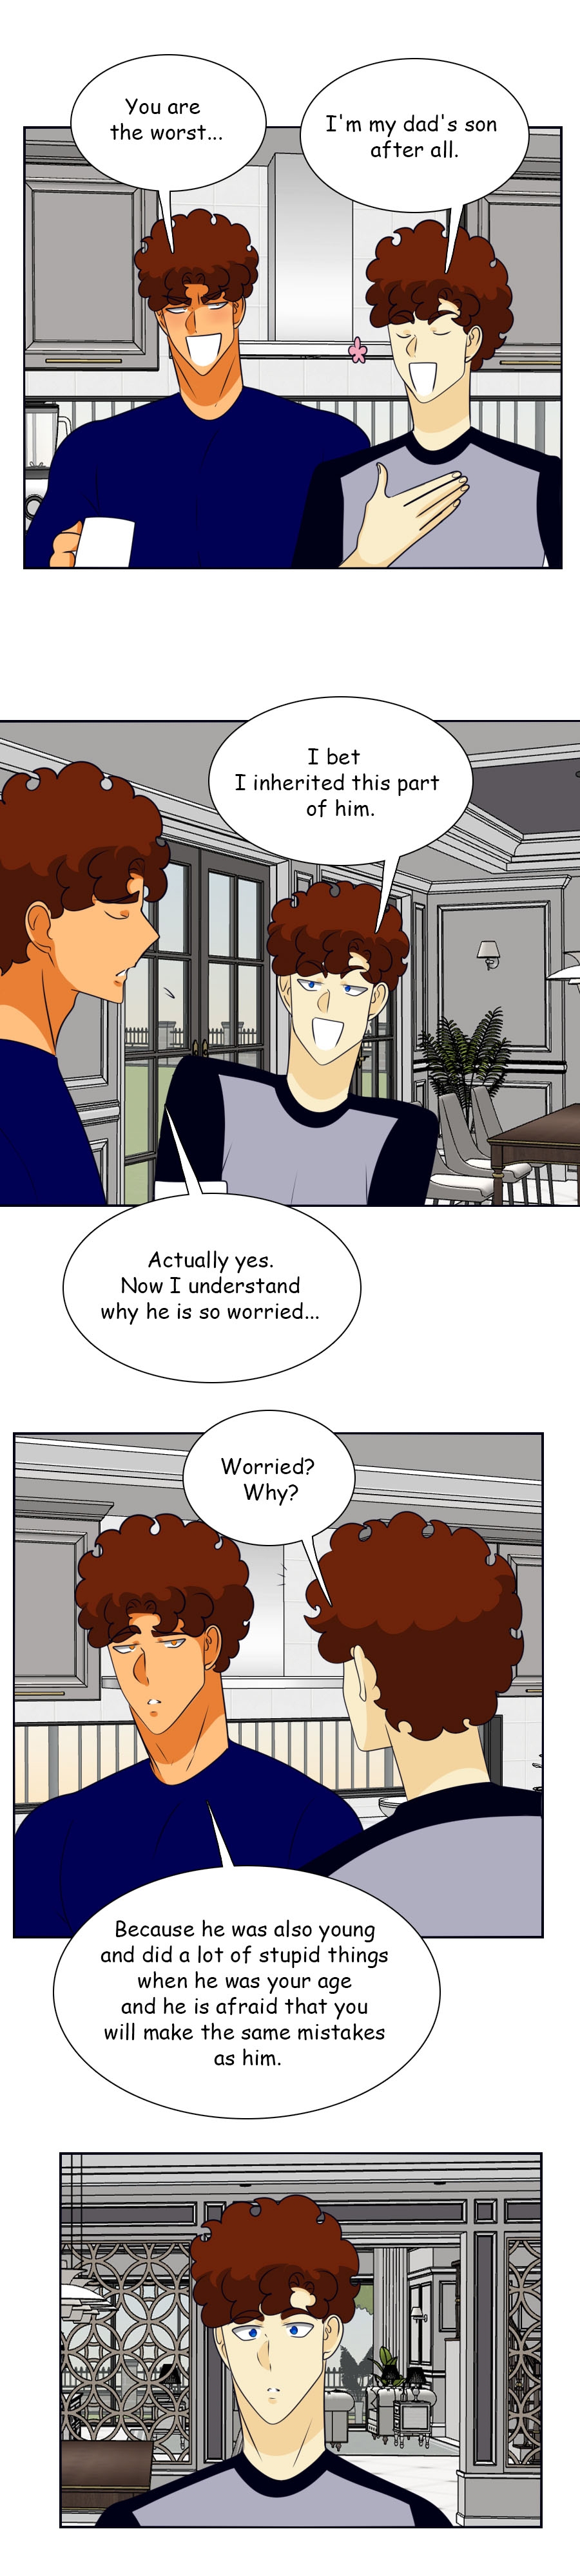 You are
the worst...
I'm my dad's son
after all.
I bet
I inherited this part
of him.
Actually yes.
Now I understand
why he is so worried...
Worried?
Why?
Because he was also young
and did a lot of stupid things
when he was your age
and he is afraid that you
will make the same mistakes
as him.